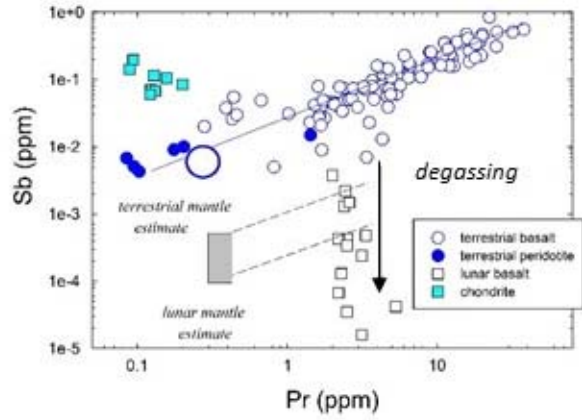 1e+0
1e-1
1e-2
1e-3
1e-4
1e-5
Sb (ppm)
terrestrial mantle
estimate
lunar mantle
estimate
degassing
terrestrial basalt
terrestrial peridotite
lunar basalt
chondrite
0.1
1
10
Pr (ppm)